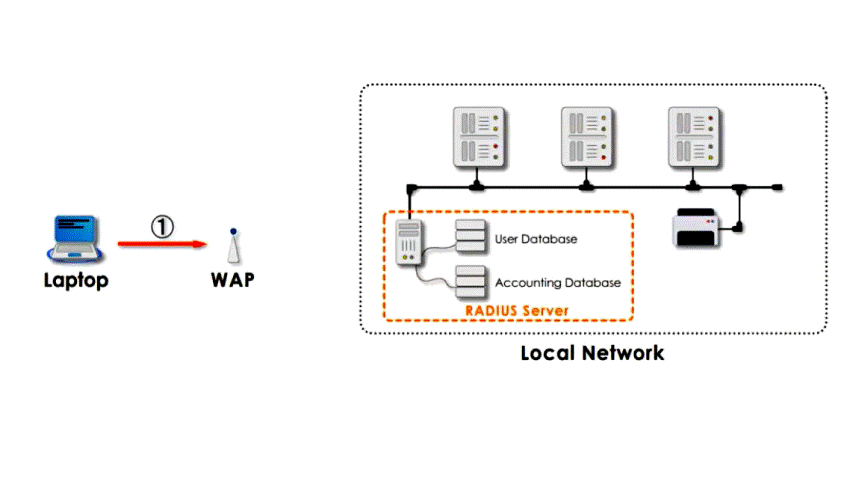 ①
Laptop
WAP
User Database
Accounting Database
RADIUS Server
Local Network